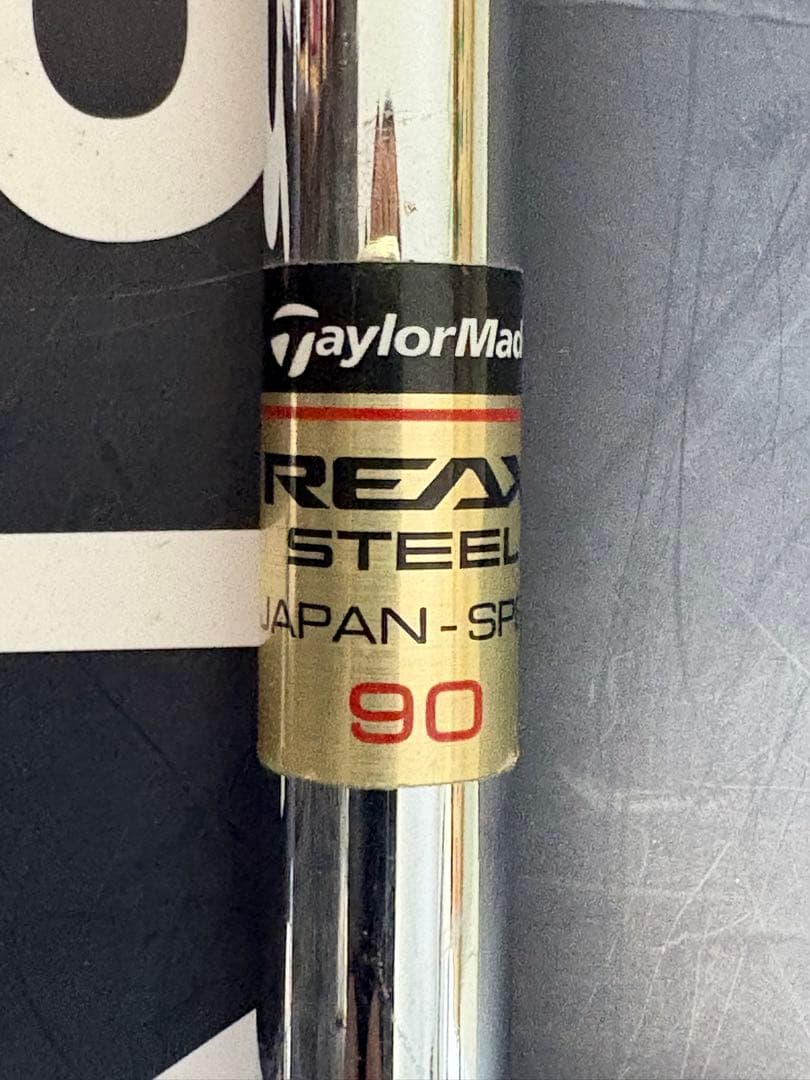 TaylorMad
REAX
STEEL
JAPAN-SP
90